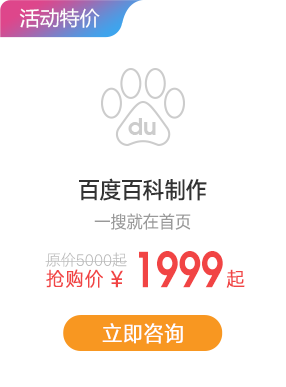 活动特价
du
百度百科制作
一搜就在首页
原价5000起
抢购价 ¥ 1999 起
立即咨询